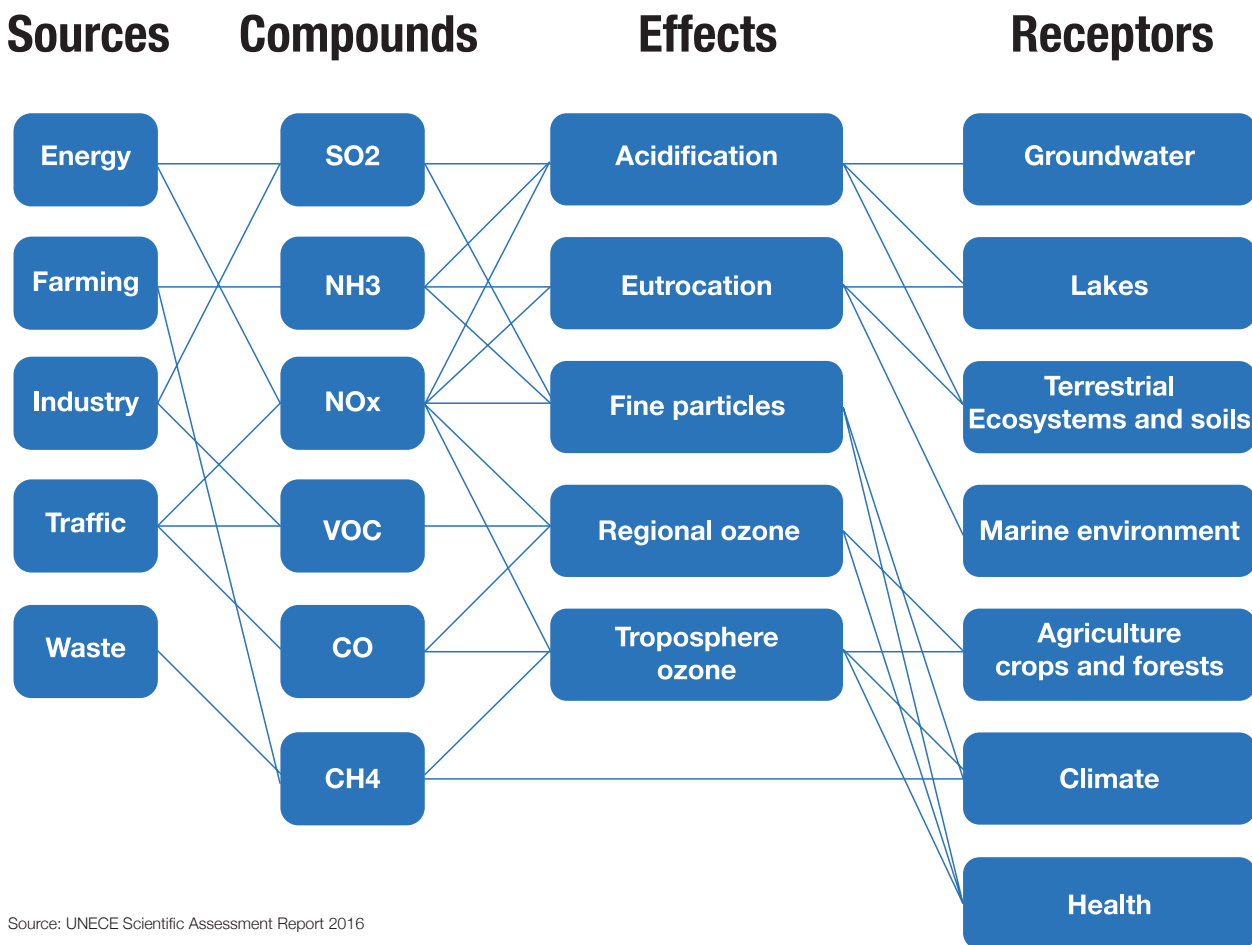 Sources
Compounds
Effects
Receptors
Energy
SO2
Acidification
Groundwater
Farming
NH3
Eutrocation
Lakes
Industry
NOx
Fine particles
Terrestrial
Ecosystems and soils
Traffic
VOC
Regional ozone
Marine environment
Waste
CO
Troposphere
ozone
Agriculture
crops and forests
CH4
Climate
Health
Source: UNECE Scientific Assessment Report 2016